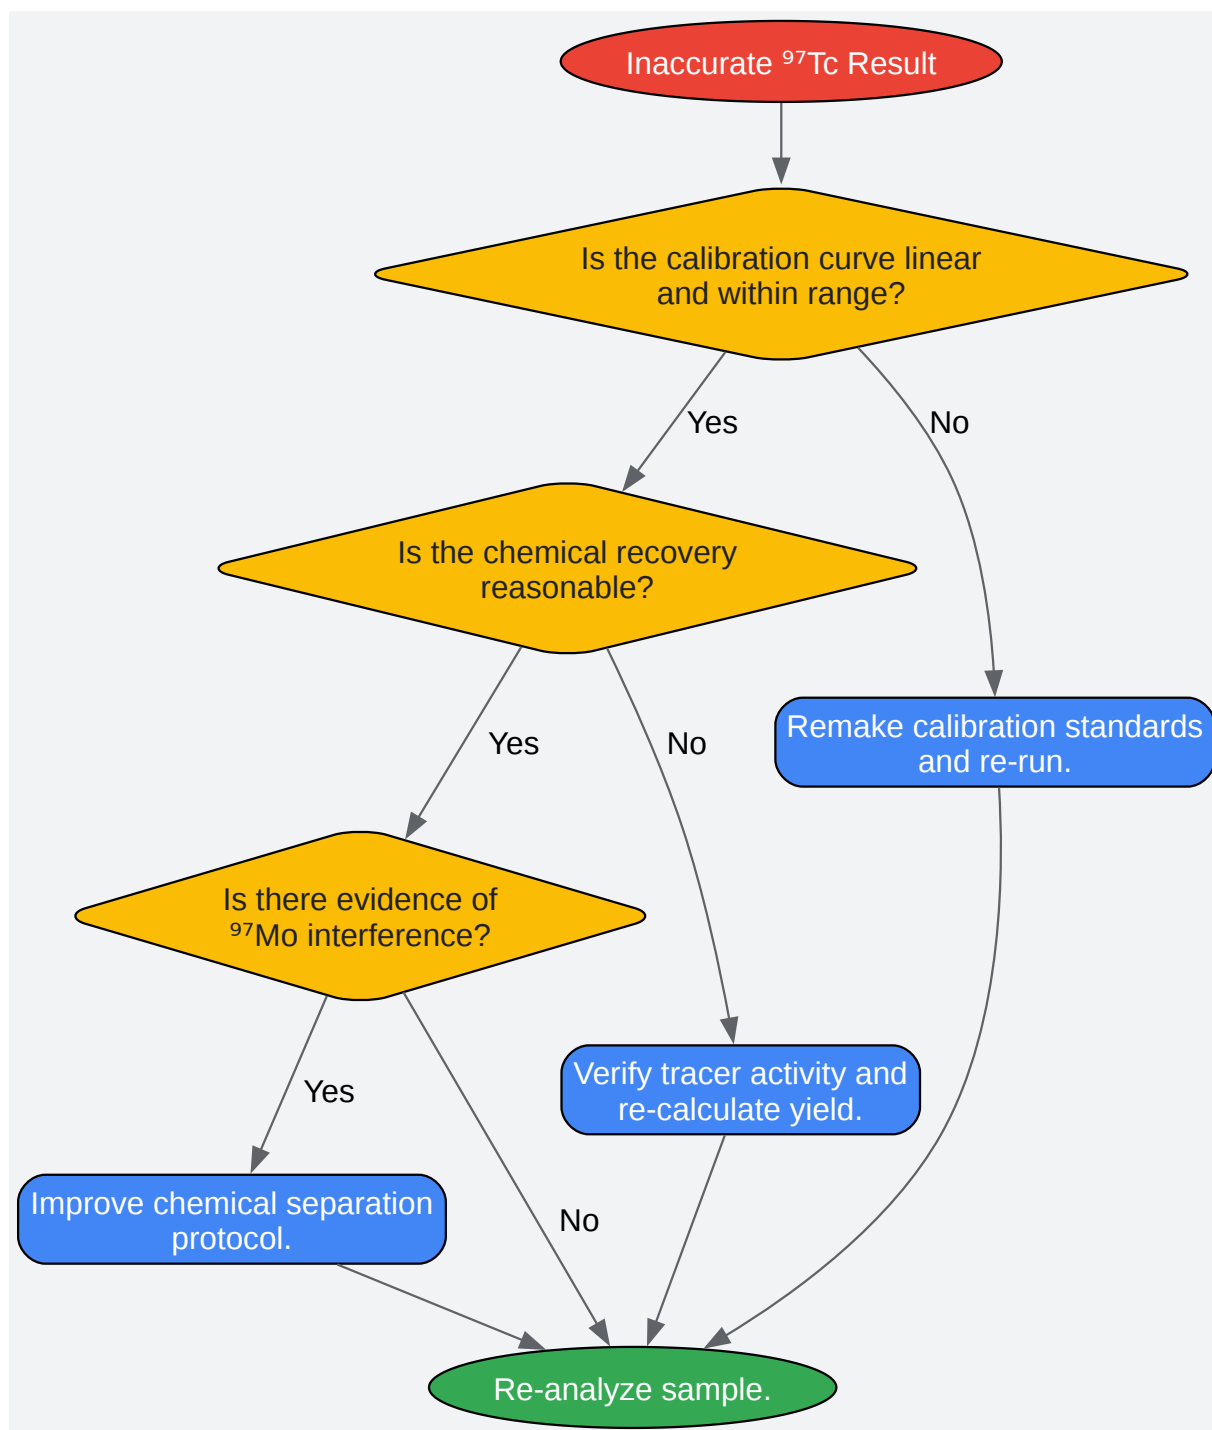 Inaccurate ⁹⁷Tc Result
Is the calibration curve linear
and within range?
Yes
No
Is the chemical recovery
reasonable?
Yes
No
Remake calibration standards
and re-run.
Is there evidence of
⁹⁷Mo interference?
Yes
No
Verify tracer activity and
re-calculate yield.
Improve chemical separation
protocol.
Re-analyze sample.